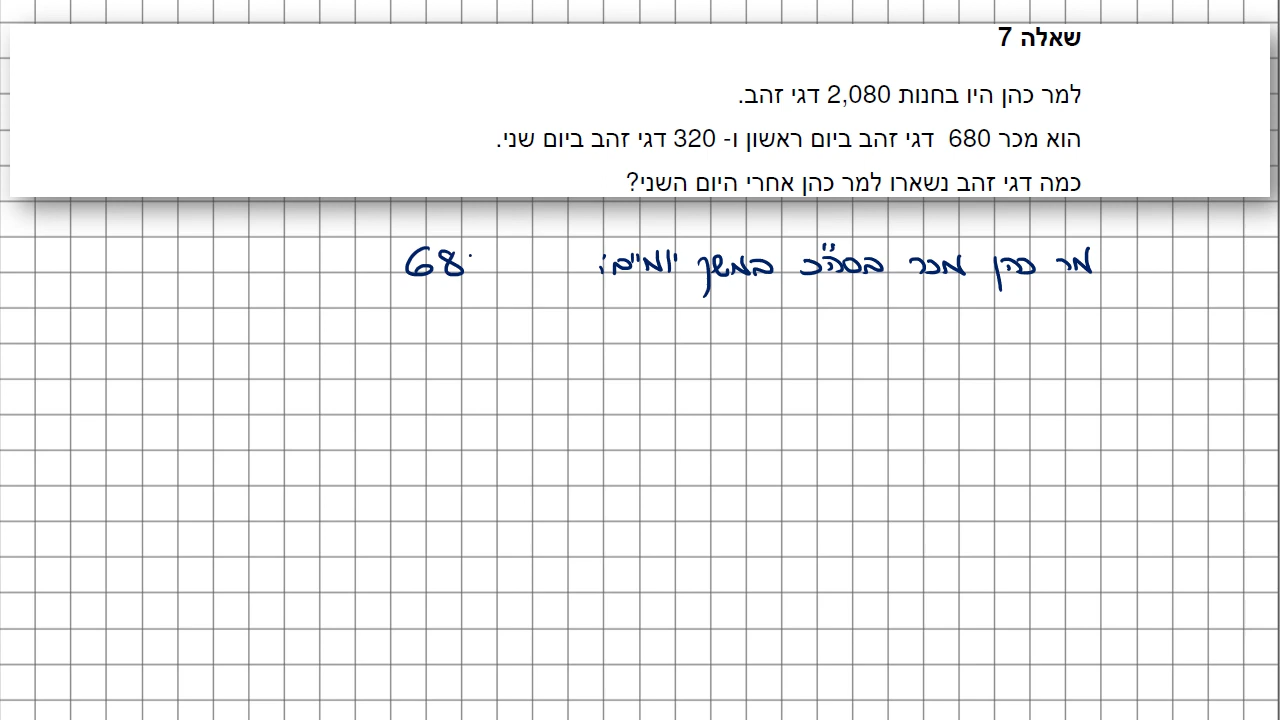 שאלה 7
למר כהן היו בחנות 2,080 דגי זהב.
הוא מכר 680 דגי זהב ביום ראשון ו- 320 דגי זהב ביום שני.
כמה דגי זהב נשארו למר כהן אחרי היום השני?
מר כהן מכר בסה"כ במשך יומיים: 68